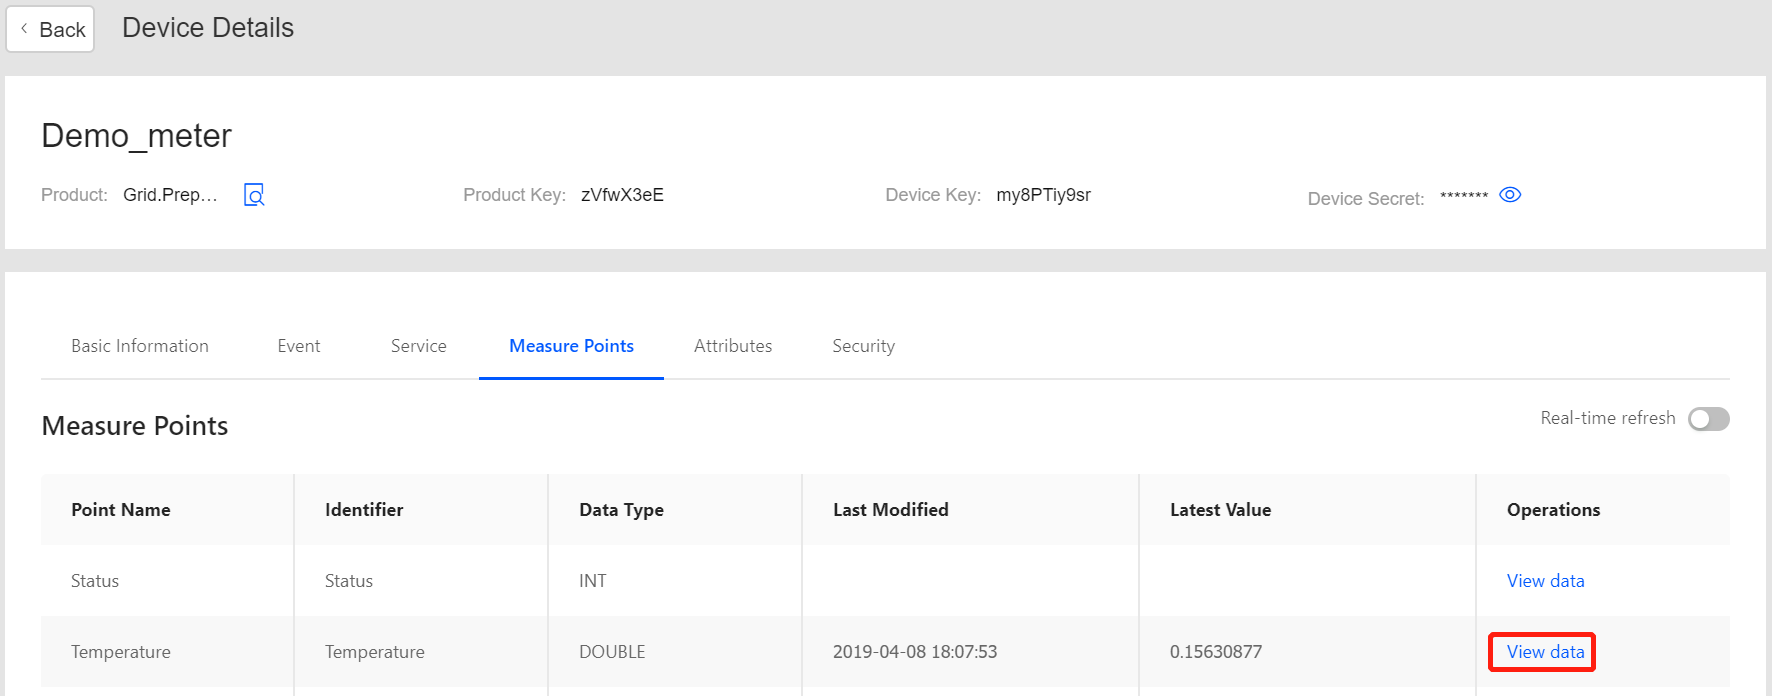 Back Device Details
Demo_meter
Product: Grid.Prep... Product Key: zVfwX3eE Device Key: my8PTiy9sr Device Secret: *******
Basic Information Event Service Measure Points Attributes Security
Measure Points Real-time refresh
Point Name Identifier Data Type Last Modified Latest Value Operations
Status Status INT View data
Temperature Temperature DOUBLE 2019-04-08 18:07:53 0.15630877 View data